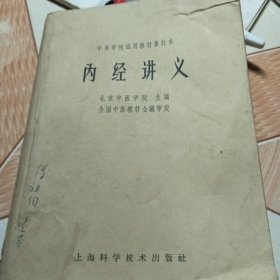 中医学院试用教材重订本
内经讲义
北京中医学院 主编
全国中医教材会议审定
上海科学技术出版社